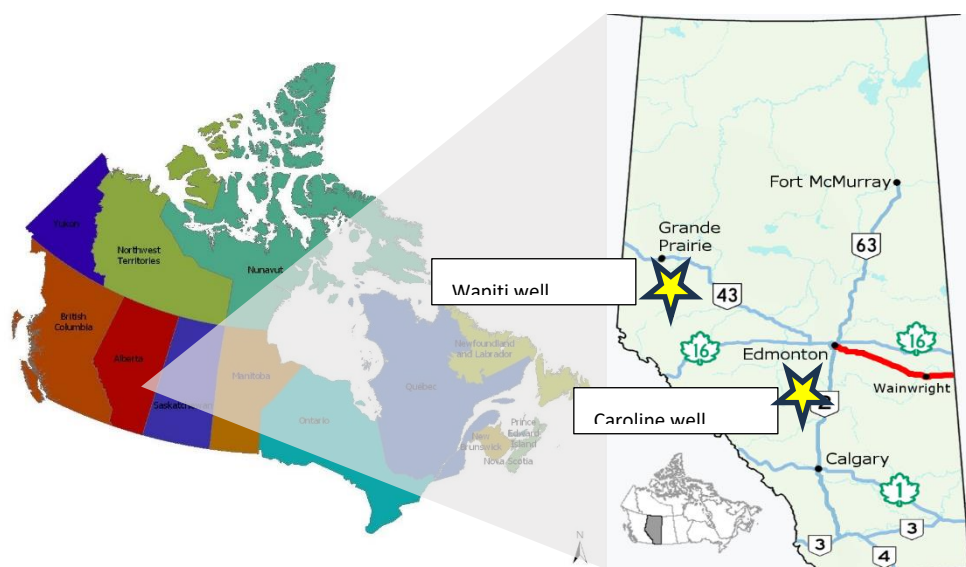 Yukon
Northwest
Territories
Nunavut
British
Columbia
Alberta
Saskatchewan
Manitoba
Ontario
Québec
Newfoundland
and Labrador
Prince
Edward
Island
New
Brunswick
Nova Scotia
N
Wapiti well
Caroline well
Fort McMurray
63
Grande
Prairie
43
16
16
Edmonton
Wainwright
2
Calgary
1
3
3
4